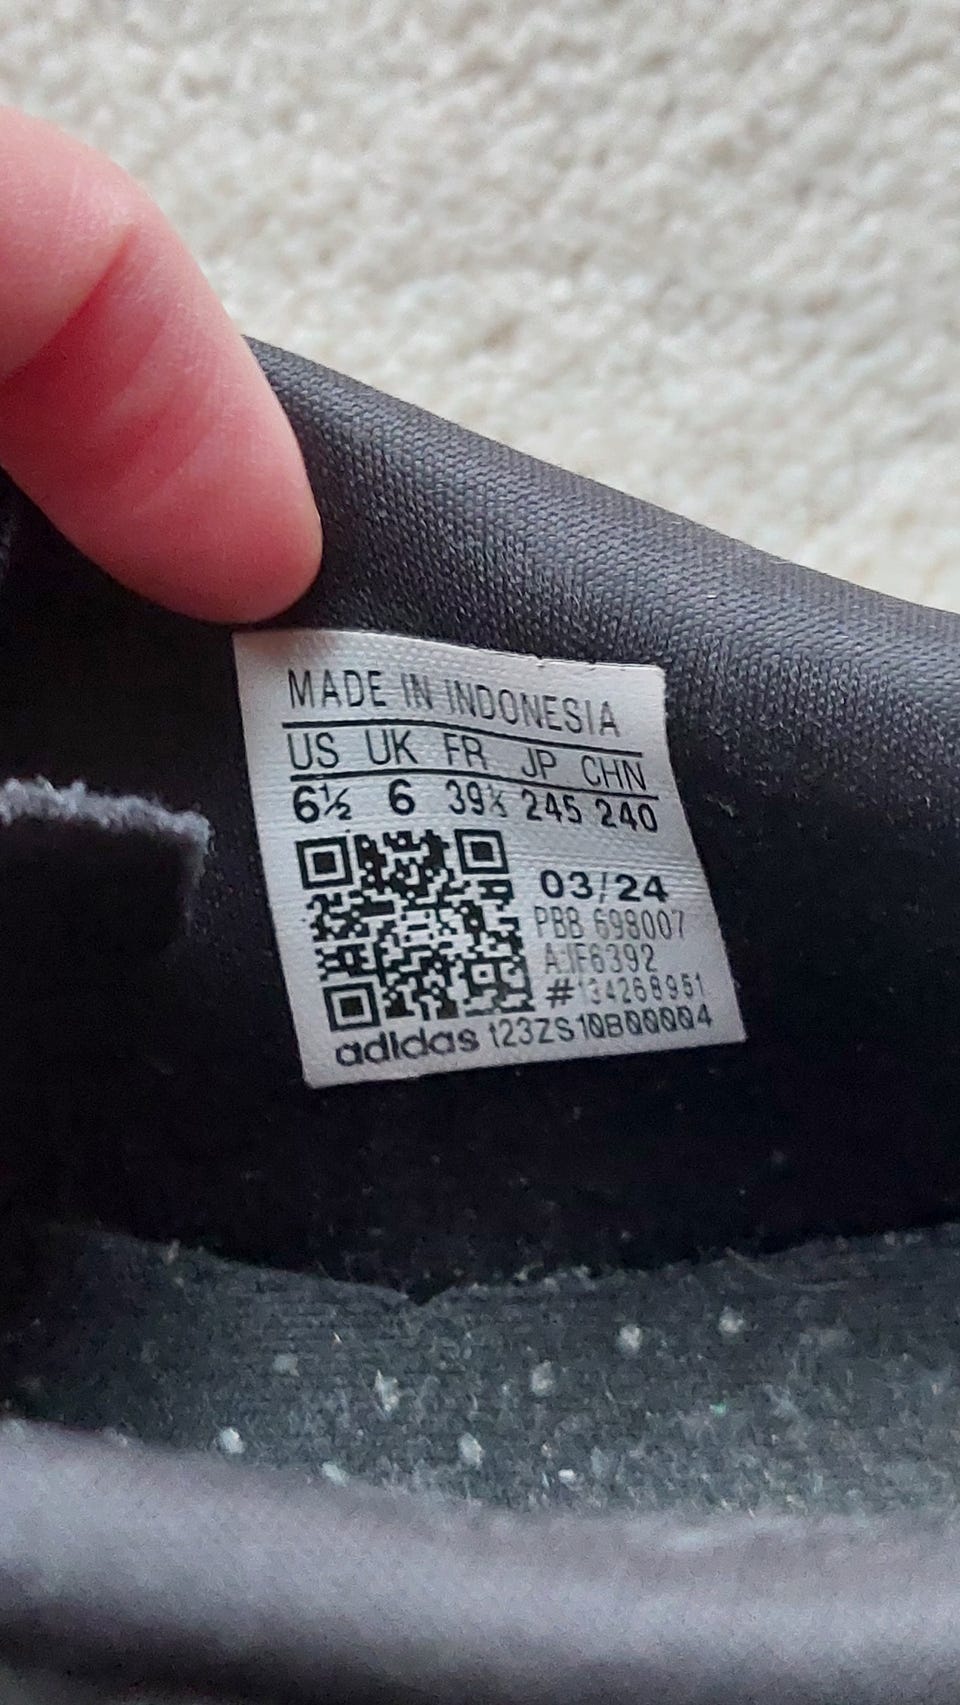 MADE IN INDONESIA
US UK FR JP CHN
6½ 6 39⅓ 245 240
03/24
PBB 698007
A:IF6392
#134268951
adidas 123ZS10B00004